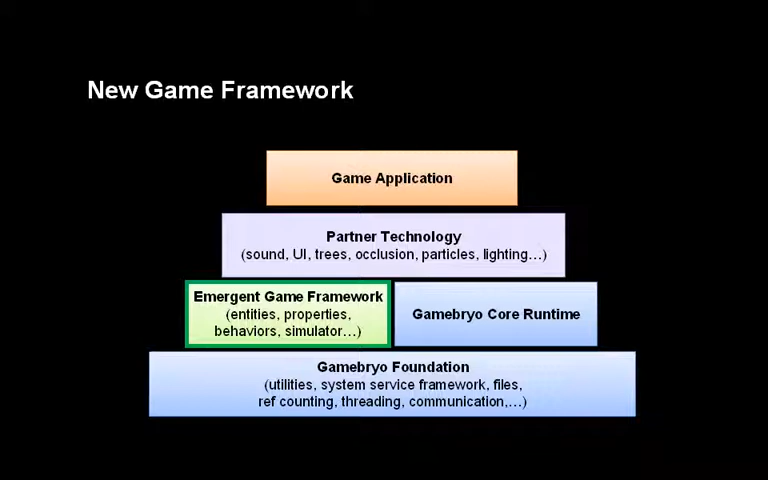 New Game Framework
Game Application
Partner Technology
(sound, UI, trees, occlusion, particles, lighting…)
Emergent Game Framework
(entities, properties,
behaviors, simulator…)
Gamebryo Core Runtime
Gamebryo Foundation
(utilities, system service framework, files,
ref counting, threading, communication,…)